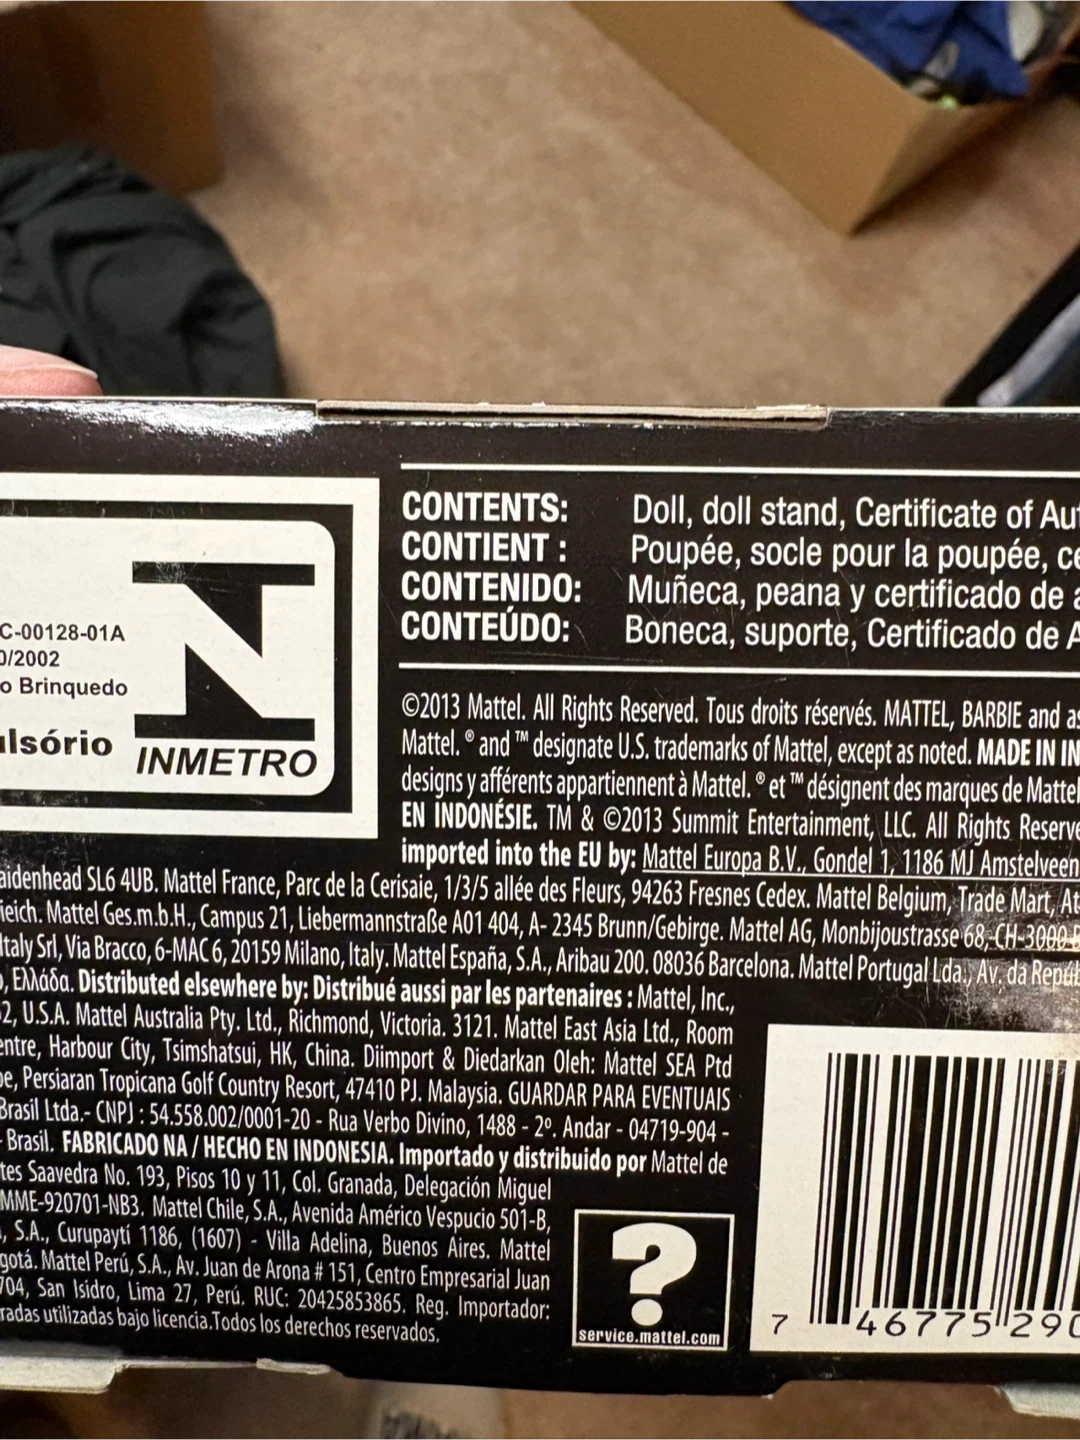 CONTENTS: Doll, doll stand, Certificate of
CONTIENT : Poupée, socle pour la poupée,
CONTENIDO: Muñeca, peana y certificado de
CONTEÚDO: Boneca, suporte, Certificado de
C-00128-01A
0/2002
o Brinquedo
ulsório
INMETRO
©2013 Mattel. All Rights Reserved. Tous droits réservés. MATTEL, BARBIE and
Mattel. ® and ™ designate U.S. trademarks of Mattel, except as noted. MADE IN
designs y afférents appartiennent à Mattel. ® et ™ désignent des marques de Mattel
EN INDONÉSIE. TM & ©2013 Summit Entertainment, LLC. All Rights
imported into the EU by: Mattel Europa B.V., Gondel 1, 1186 MJ Amstelveen
aidenhead SL6 4UB. Mattel France, Parc de la Cerisaie, 1/3/5 allée des Fleurs, 94263 Fresnes Cedex. Mattel Belgium, Trade Mart,
ieich. Mattel Ges.m.b.H., Campus 21, Liebermannstraße A01 404, A- 2345 Brunn/Gebirge. Mattel AG, Monbijoustrasse 68, CH-3000
Italy Srl, Via Bracco, 6-MAC 6, 20159 Milano, Italy. Mattel España, S.A., Aribau 200. 08036 Barcelona. Mattel Portugal Lda., Av. da
, Ελλάδα. Distributed elsewhere by: Distribué aussi par les partenaires : Mattel, Inc.,
2, U.S.A. Mattel Australia Pty. Ltd., Richmond, Victoria. 3121. Mattel East Asia Ltd., Room
entre, Harbour City, Tsimshatsui, HK, China. Diimport & Diedarkan Oleh: Mattel SEA Ptd
pe, Persiaran Tropicana Golf Country Resort, 47410 PJ. Malaysia. GUARDAR PARA EVENTUAIS
Brasil Ltda.- CNPJ : 54.558.002/0001-20 - Rua Verbo Divino, 1488 - 2º. Andar - 04719-904 -
- Brasil. FABRICADO NA / HECHO EN INDONESIA. Importado y distribuido por Mattel de
tes Saavedra No. 193, Pisos 10 y 11, Col. Granada, Delegación Miguel
MME-920701-NB3. Mattel Chile, S.A., Avenida Américo Vespucio 501-B,
, S.A., Curupaytí 1186, (1607) - Villa Adelina, Buenos Aires. Mattel
gotá. Mattel Perú, S.A., Av. Juan de Arona # 151, Centro Empresarial Juan
704, San Isidro, Lima 27, Perú. RUC: 20425853865. Reg. Importador:
radas utilizadas bajo licencia.Todos los derechos reservados.
?
service.mattel.com
7 46775 290